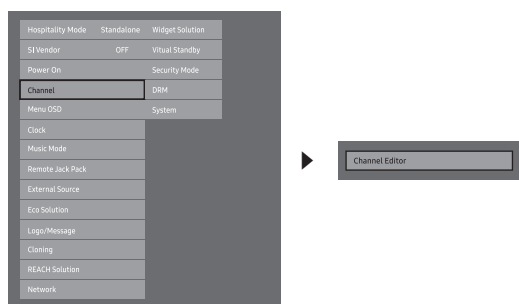 Hospitality Mode Standalone Widget Solution
SI Vendor OFF Vitual Standby
Power On Security Mode
Channel DRM
Menu OSD System
Clock
Music Mode
Remote Jack Pack
External Source
Eco Solution
Logo/Message
Cloning
REACH Solution
Network
Channel Editor